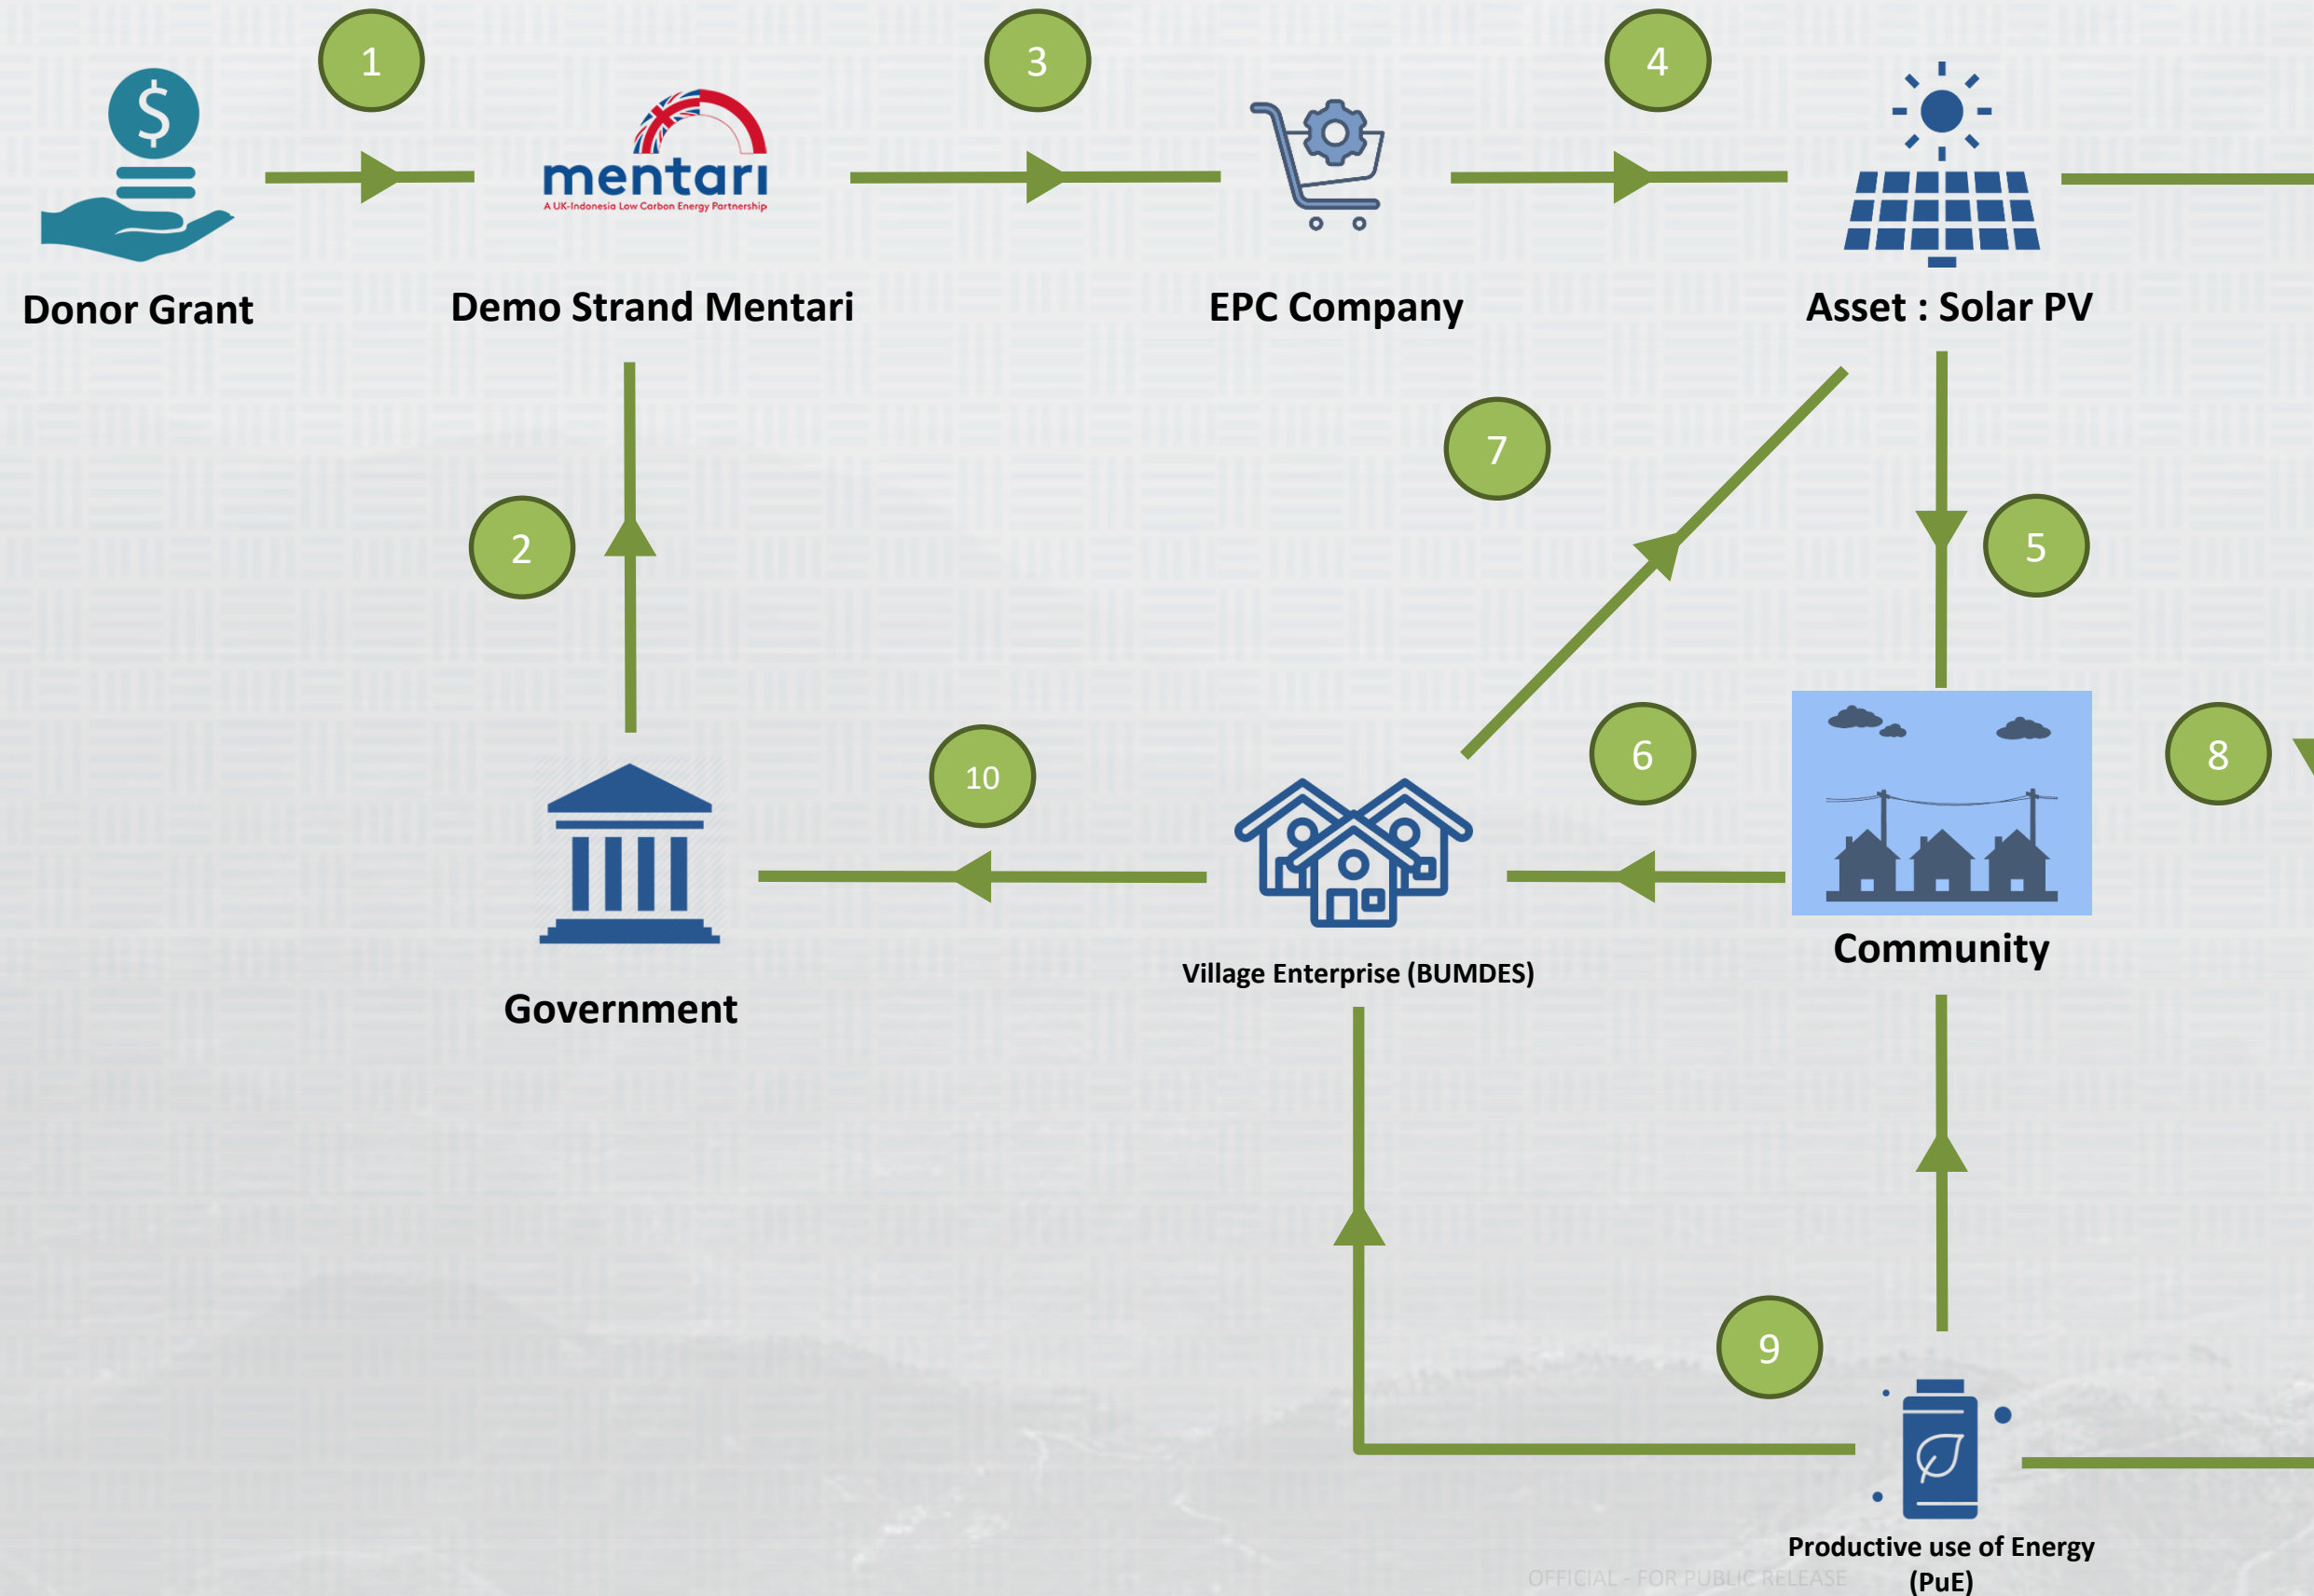 1
3
4
$
mentarı
A UK-Indonesia Low Carbon Energy Partnership
Donor Grant
Demo Strand Mentari
EPC Company
Asset : Solar PV
7
2
5
6
8
10
Village Enterprise (BUMDES)
Community
Government
9
Productive use of Energy
(PuE)
OFFICIAL - FOR PUBLIC RELEASE